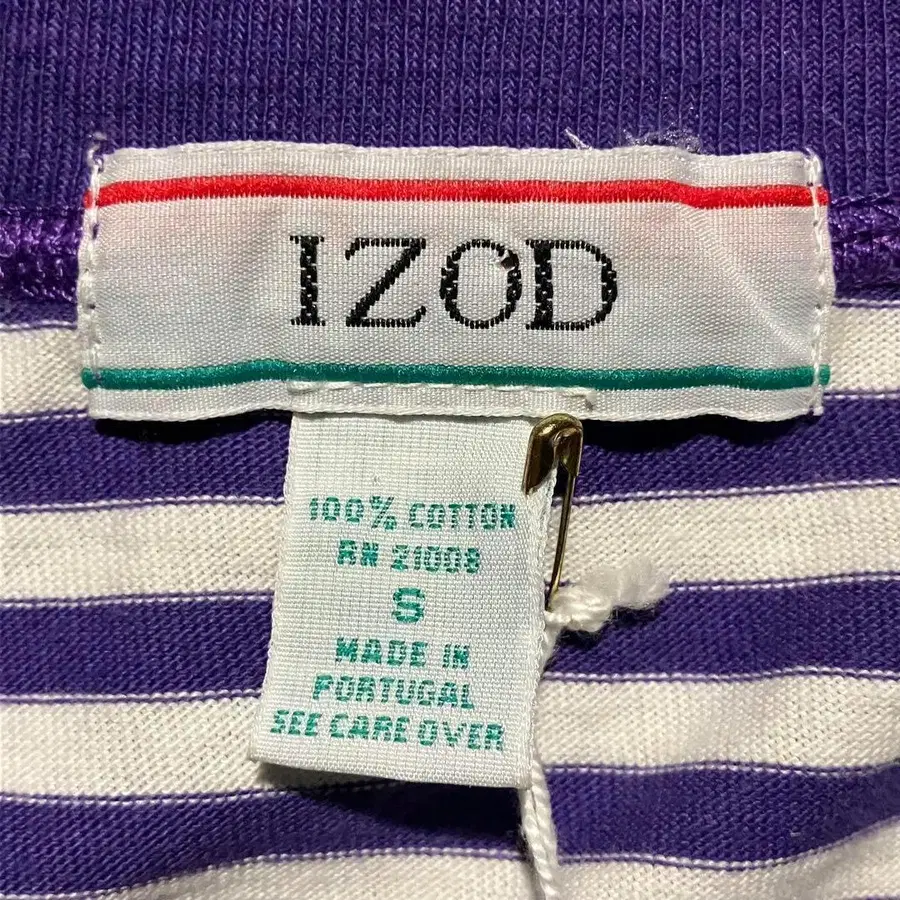 IZOD
100% COTTON
RN 21008
S
MADE IN
PORTUGAL
SEE CARE OVER